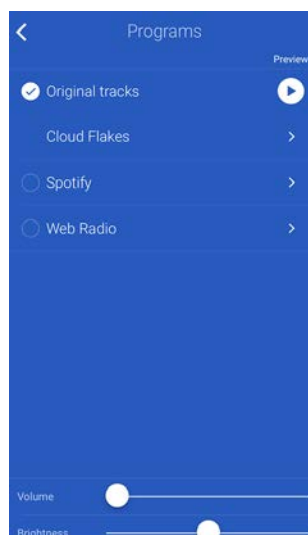 Programs
Preview
Original tracks
Cloud Flakes
Spotify
Web Radio
Volume
Brightness